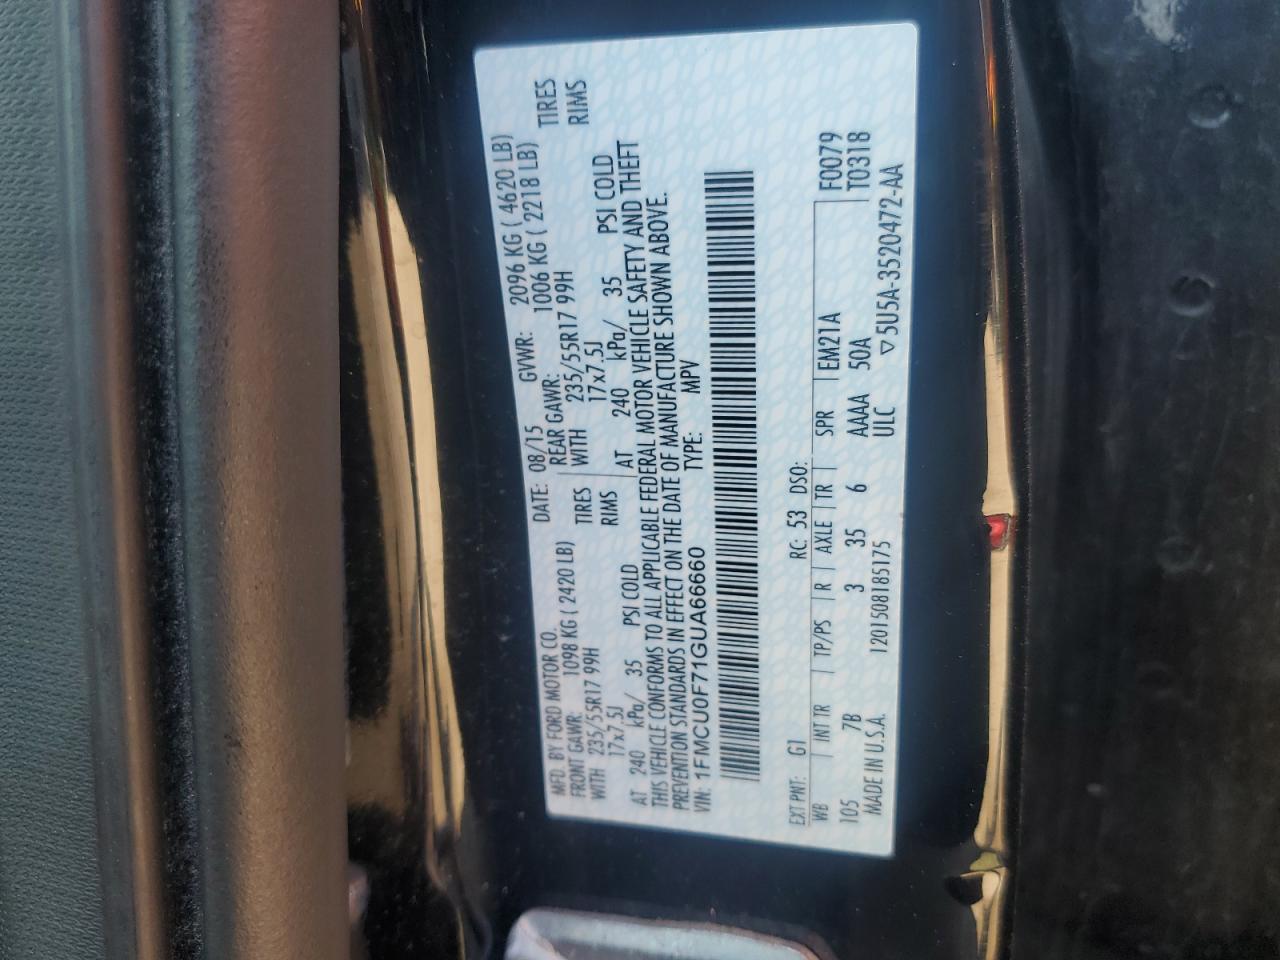 MFD. BY FORD MOTOR CO.
DATE: 08/15 GVWR: 2096 KG ( 4620 LB)
FRONT GAWR: 1098 KG ( 2420 LB)
REAR GAWR: 1006 KG ( 2218 LB)
WITH 235/55R17 99H TIRES
WITH 235/55R17 99H TIRES
17x7.5J RIMS
17x7.5J RIMS
AT 240 kPa/ 35 PSI COLD
AT 240 kPa/ 35 PSI COLD
THIS VEHICLE CONFORMS TO ALL APPLICABLE FEDERAL MOTOR VEHICLE SAFETY AND THEFT
PREVENTION STANDARDS IN EFFECT ON THE DATE OF MANUFACTURE SHOWN ABOVE.
VIN: 1FMCU0F71GUA66660 TYPE: MPV
EXT PNT: G1 RC: 53 DSO: F0079
WB INT TR TP/PS R AXLE TR SPR EM21A T0318
105 7B 3 35 6 AAAA 50A
ULC
MADE IN U.S.A. 12015081851​75 ▽5U5A-3520472-AA